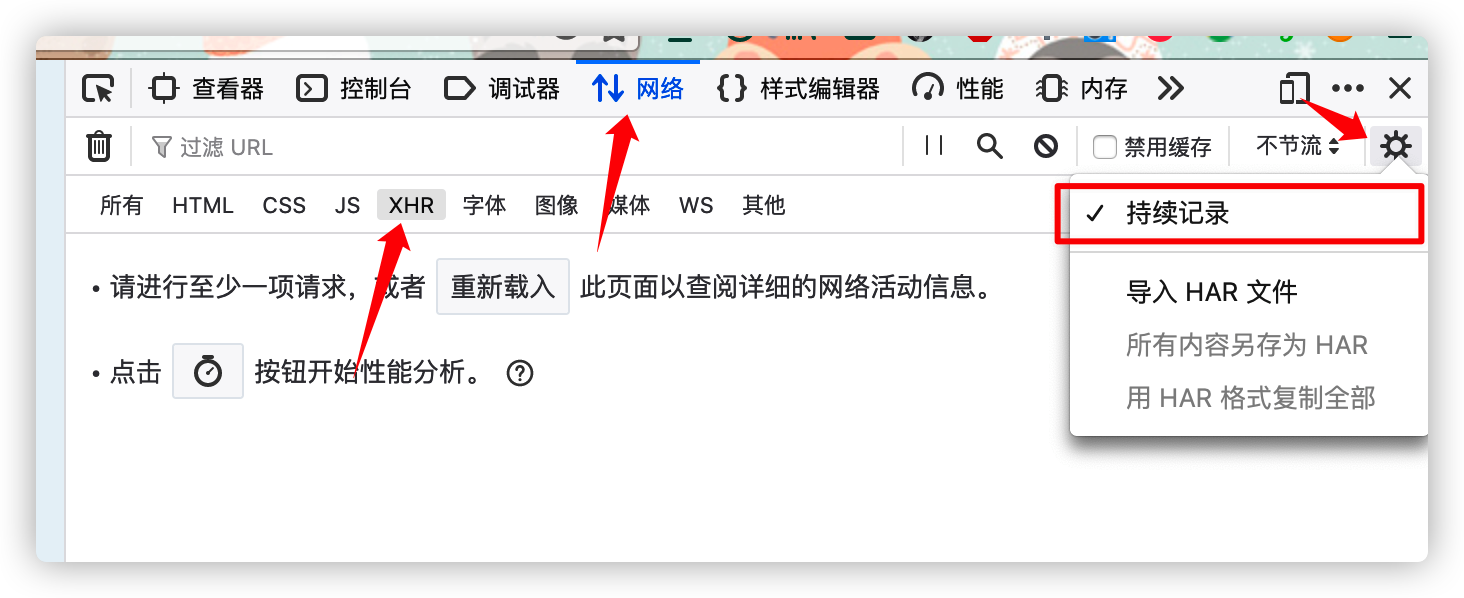 查看器 控制台 调试器 网络 {} 样式编辑器 性能 内存
过滤 URL 禁用缓存 不节流
所有 HTML CSS JS XHR 字体 图像 媒体 WS 其他
持续记录
请进行至少一项请求，或者 重新载入 此页面以查阅详细的网络活动信息。
导入 HAR 文件
所有内容另存为 HAR
• 点击 按钮开始性能分析。
用 HAR 格式复制全部